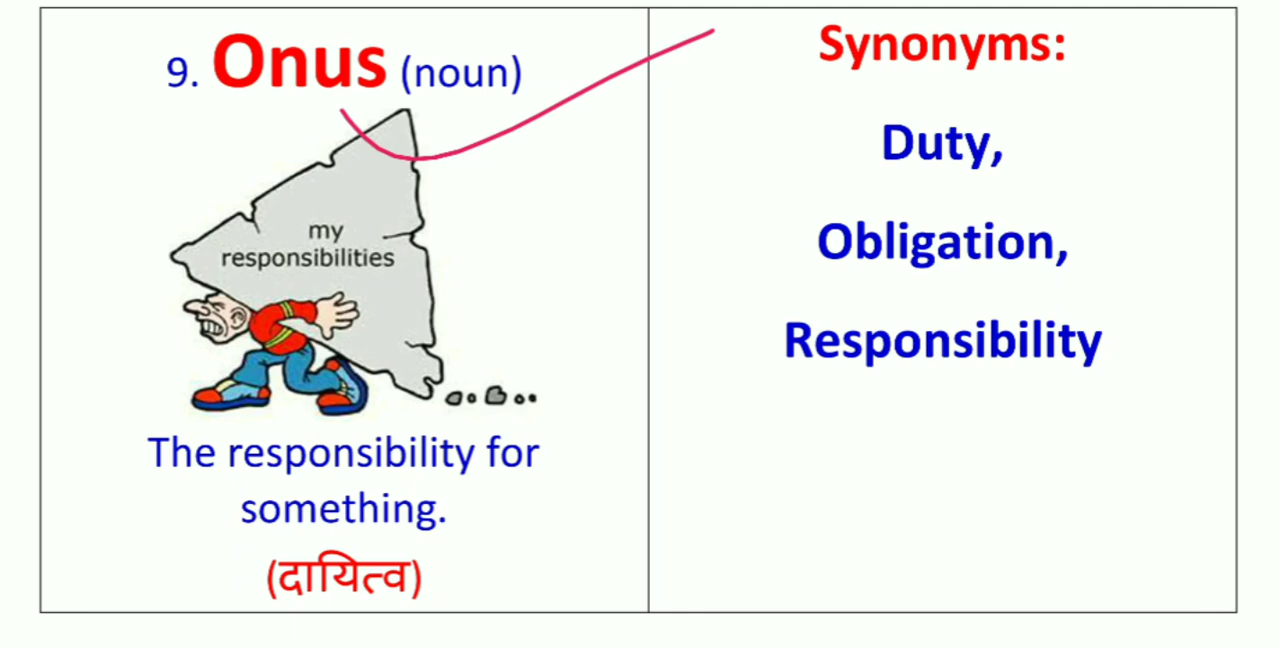 9. Onus (noun)
my
responsibilities
The responsibility for
something.
(दायित्व)
Synonyms:
Duty,
Obligation,
Responsibility